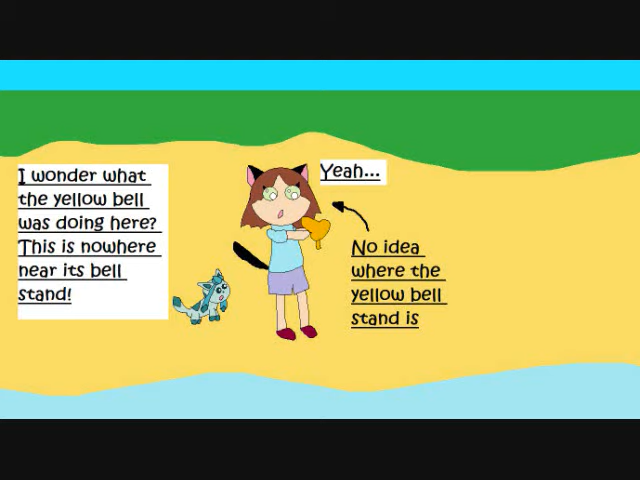 I wonder what
the yellow bell
was doing here?
This is nowhere
near its bell
stand!
Yeah...
No idea
where the
yellow bell
stand is